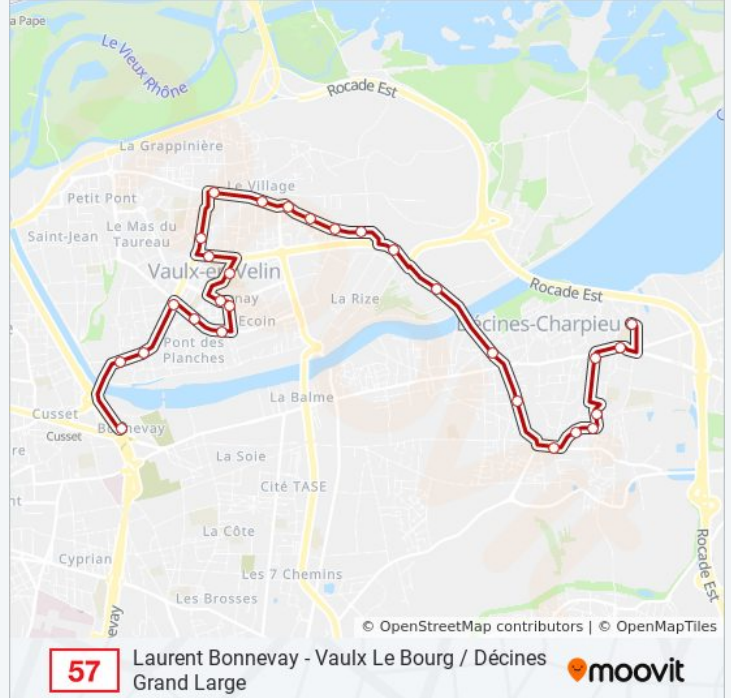 a Pape
Le Vieux Rhône
Rocade Est
La Grappinière
Petit Pont
Le Village
Saint-Jean
Le Mas du
Taureau
Vaulx-en-Velin
La Rize
Rocade Est
Ecoin
Décines-Charpieu
Pont des
Planches
La Balme
Cusset
Cusset
Bonnevay
re
La Soie
Cité TASE
nt
La Côte
Cyprian
Les 7 Chemins
Les Brosses
Rocade Est
evay
© OpenStreetMap contributors | © OpenMapTiles
57
Laurent Bonnevay - Vaulx Le Bourg / Décines
Grand Large
moovit